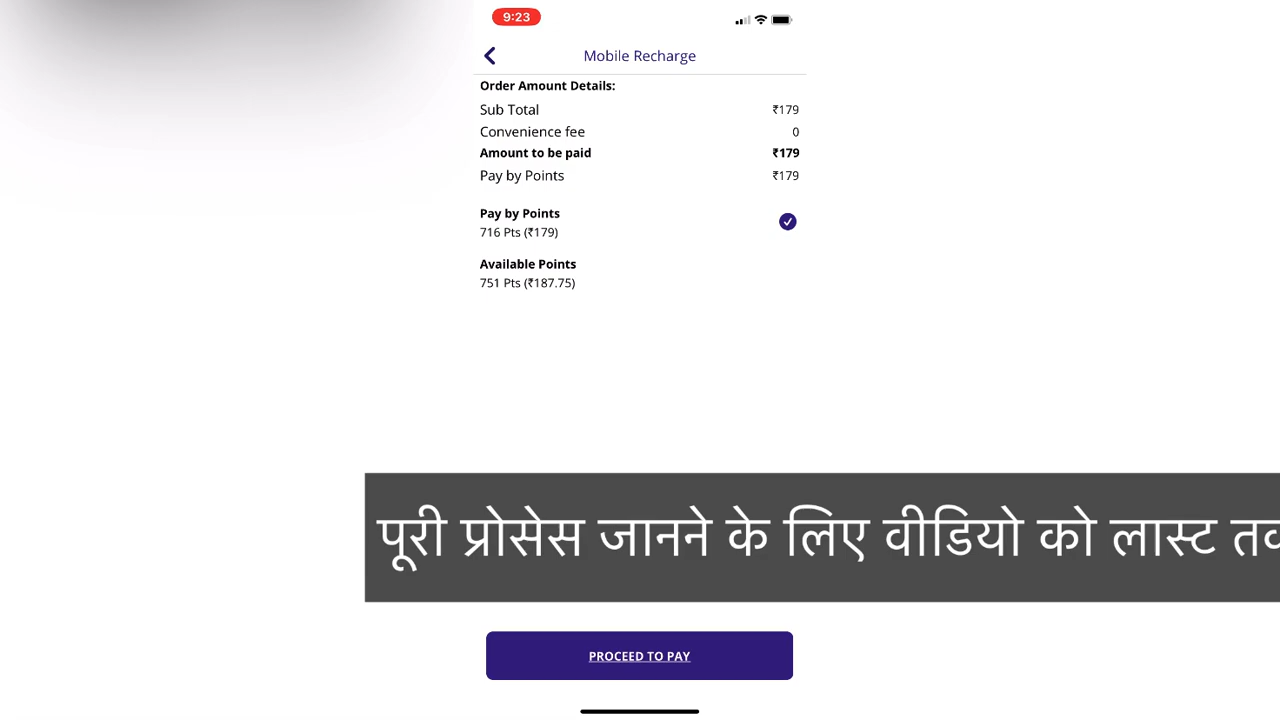 9:23
Mobile Recharge
Order Amount Details:
Sub Total ₹179
Convenience fee 0
Amount to be paid ₹179
Pay by Points ₹179
Pay by Points
716 Pts (₹179)
Available Points
751 Pts (₹187.75)
पूरी प्रोसेस जानने के लिए वीडियो को लास्ट
PROCEED TO PAY